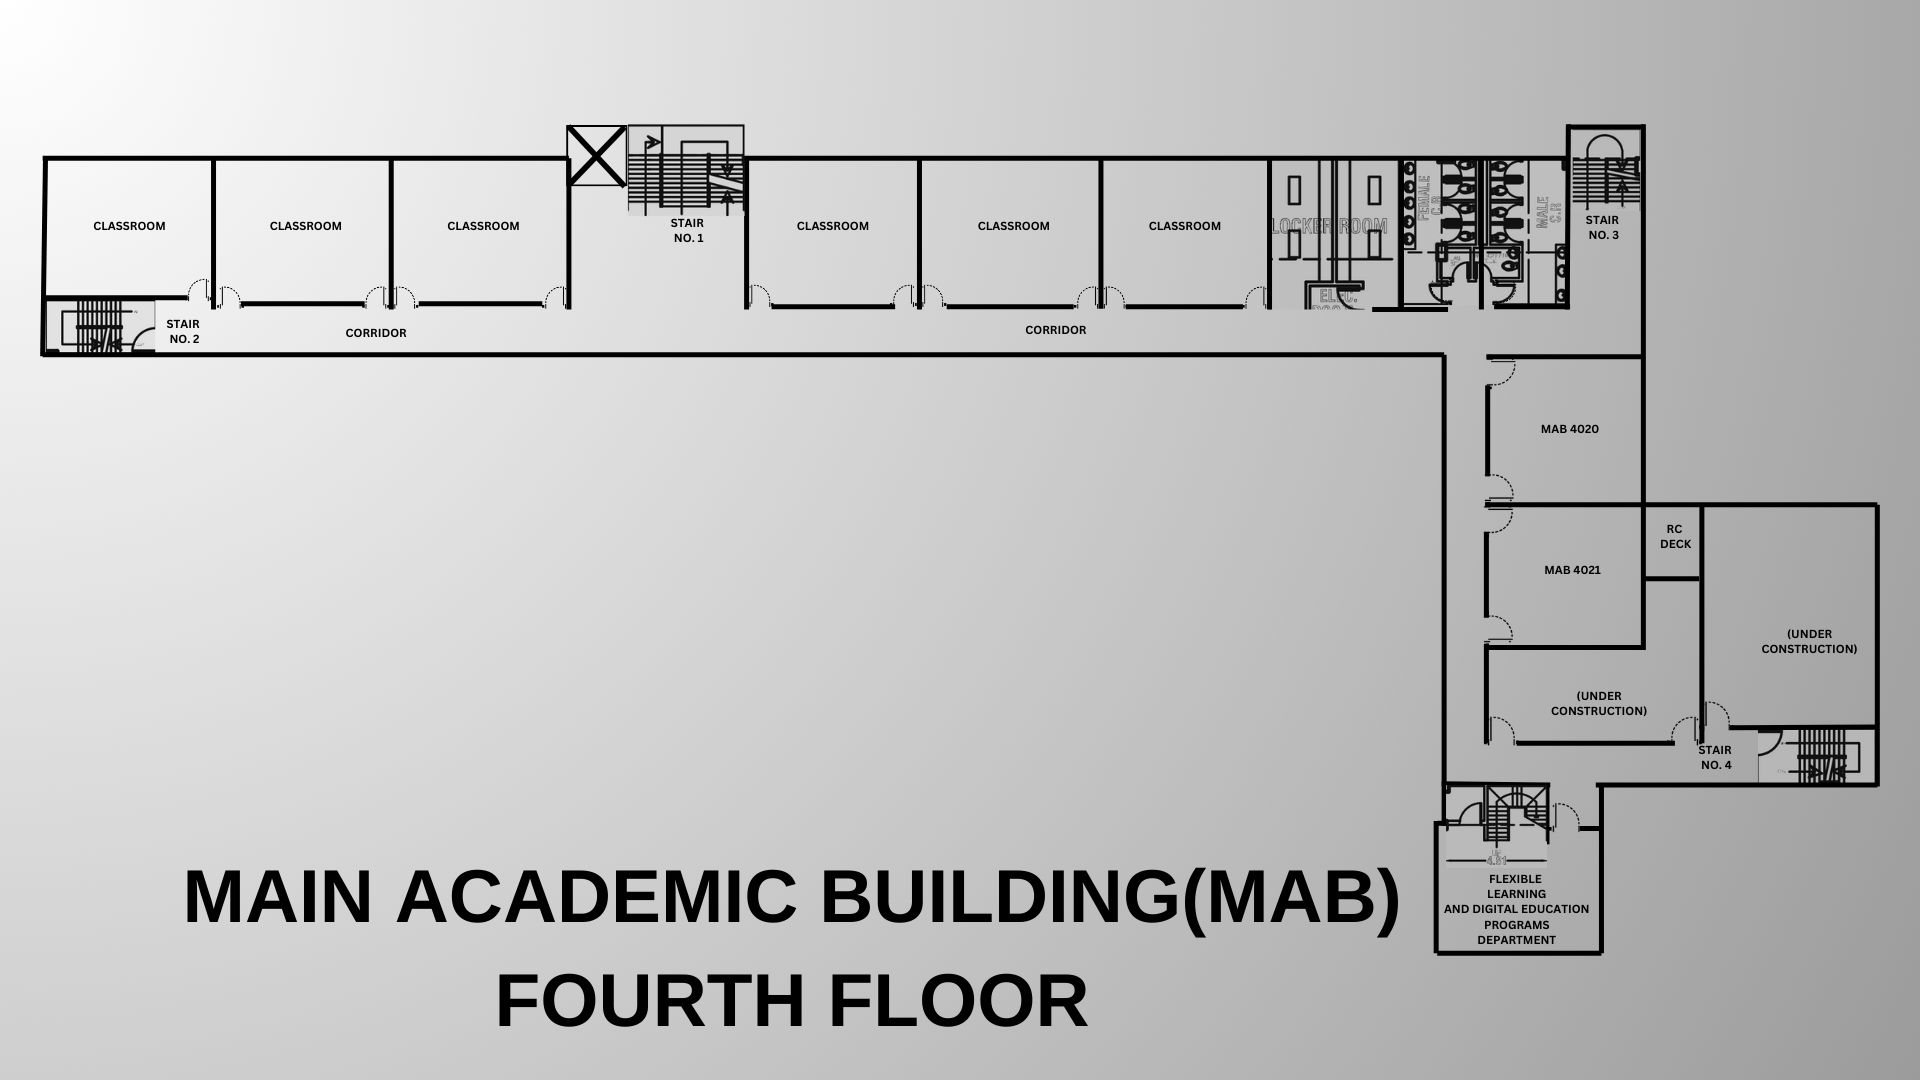 CLASSROOM
CLASSROOM
CLASSROOM
STAIR
NO. 1
CLASSROOM
CLASSROOM
CLASSROOM
LOCKER ROOM
FEMALE
C.R
MALE
C.R
STAIR
NO. 3
ELEC.
STAIR
NO. 2
CORRIDOR
CORRIDOR
MAB 4020
RC
DECK
MAB 4021
(UNDER
CONSTRUCTION)
(UNDER
CONSTRUCTION)
STAIR
NO. 4
FLEXIBLE
LEARNING
AND DIGITAL EDUCATION
PROGRAMS
DEPARTMENT
MAIN ACADEMIC BUILDING(MAB)
FOURTH FLOOR